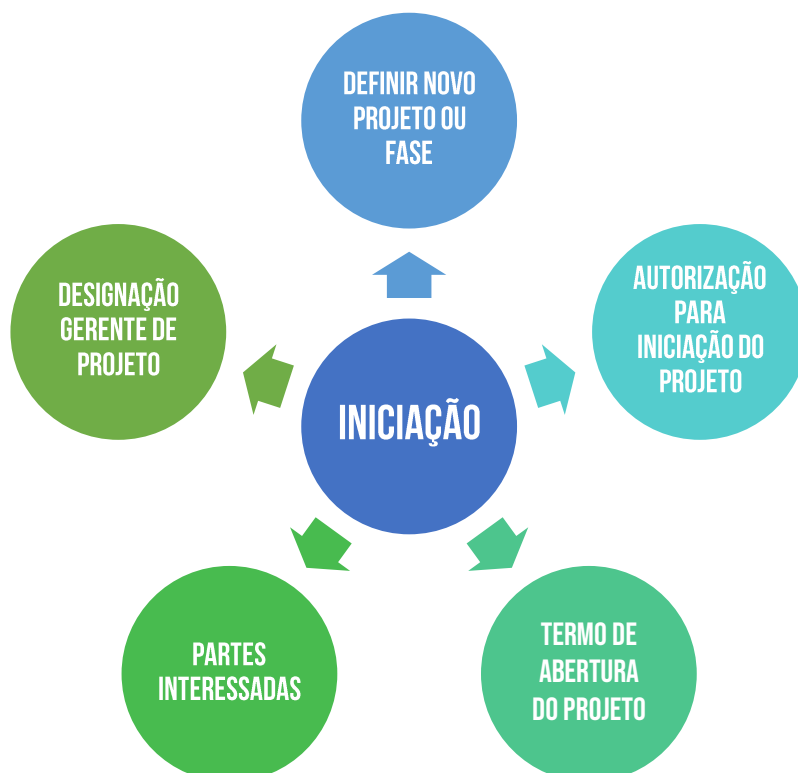 DEFINIR NOVO
PROJETO OU
FASE
AUTORIZAÇÃO
PARA
INICIAÇÃO DO
PROJETO
DESIGNAÇÃO
GERENTE DE
PROJETO
INICIAÇÃO
TERMO DE
ABERTURA
DO PROJETO
PARTES
INTERESSADAS